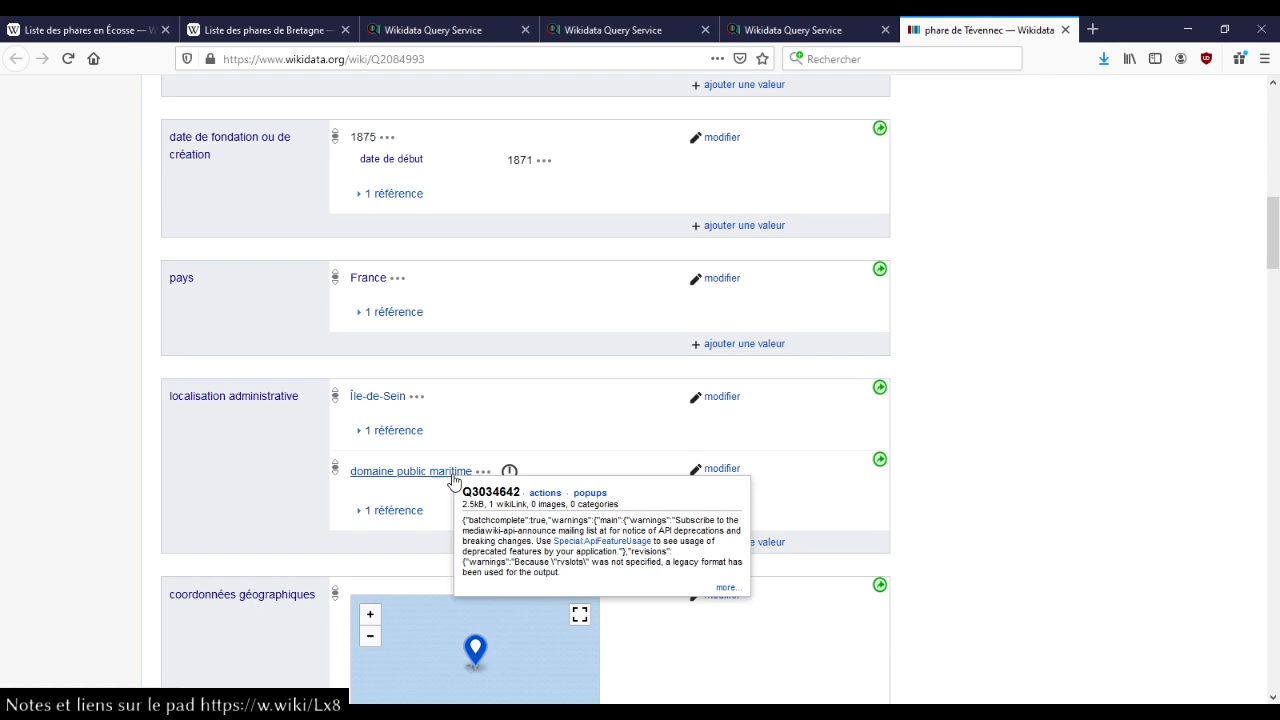 Liste des phares en Écosse — W
Liste des phares de Bretagne —
Wikidata Query Service
Wikidata Query Service
Wikidata Query Service
phare de Tévennec — Wikidata
https://www.wikidata.org/wiki/Q2084993
Rechercher
+ ajouter une valeur
date de fondation ou de
création
1875
modifier
date de début
1871
1 référence
+ ajouter une valeur
pays
France
modifier
1 référence
+ ajouter une valeur
localisation administrative
Île-de-Sein
modifier
1 référence
domaine public maritime
modifier
1 référence
e valeur
Q3034642 · actions · popups
2.5kB, 1 wikiLink, 0 images, 0 categories
{"batchcomplete":true,"warnings":{"main":{"warnings":"Subscribe to the
mediawiki-api-announce mailing list at for notice of API deprecations and
breaking changes. Use Special:ApiFeatureUsage to see usage of
deprecated features by your application."},"revisions":
{"warnings":"Because \"rvslots\" was not specified, a legacy format has
been used for the output.
more...
coordonnées géographiques
+
-
Notes et liens sur le pad https://w.wiki/Lx8